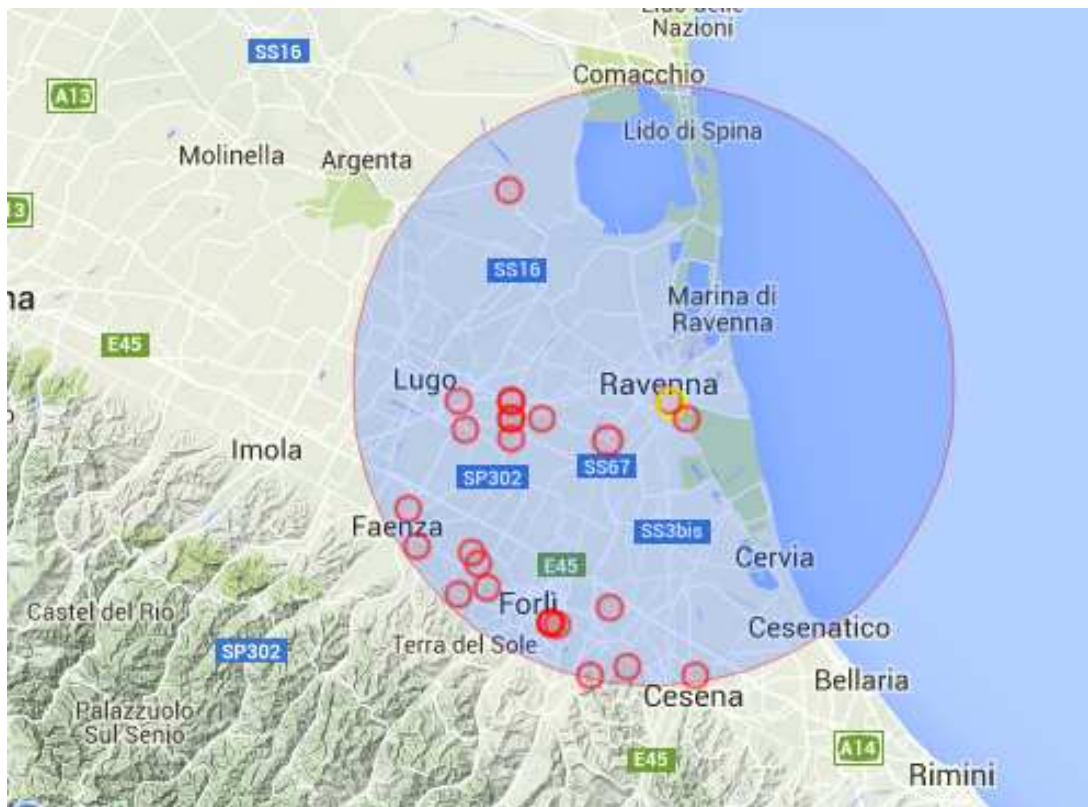 Nazioni
SS16
Comacchio
A13
Lido di Spina
Molinella
Argenta
SS16
Marina di
Ravenna
E45
Lugo
Ravenna
Imola
SP302
SS67
Faenza
SS3bis
E45
Cervia
Castel del Rio
Forlì
Cesenatico
Terra del Sole
SP302
Bellaria
Cesena
Palazzuolo
Sul Senio
A14
E45
Rimini